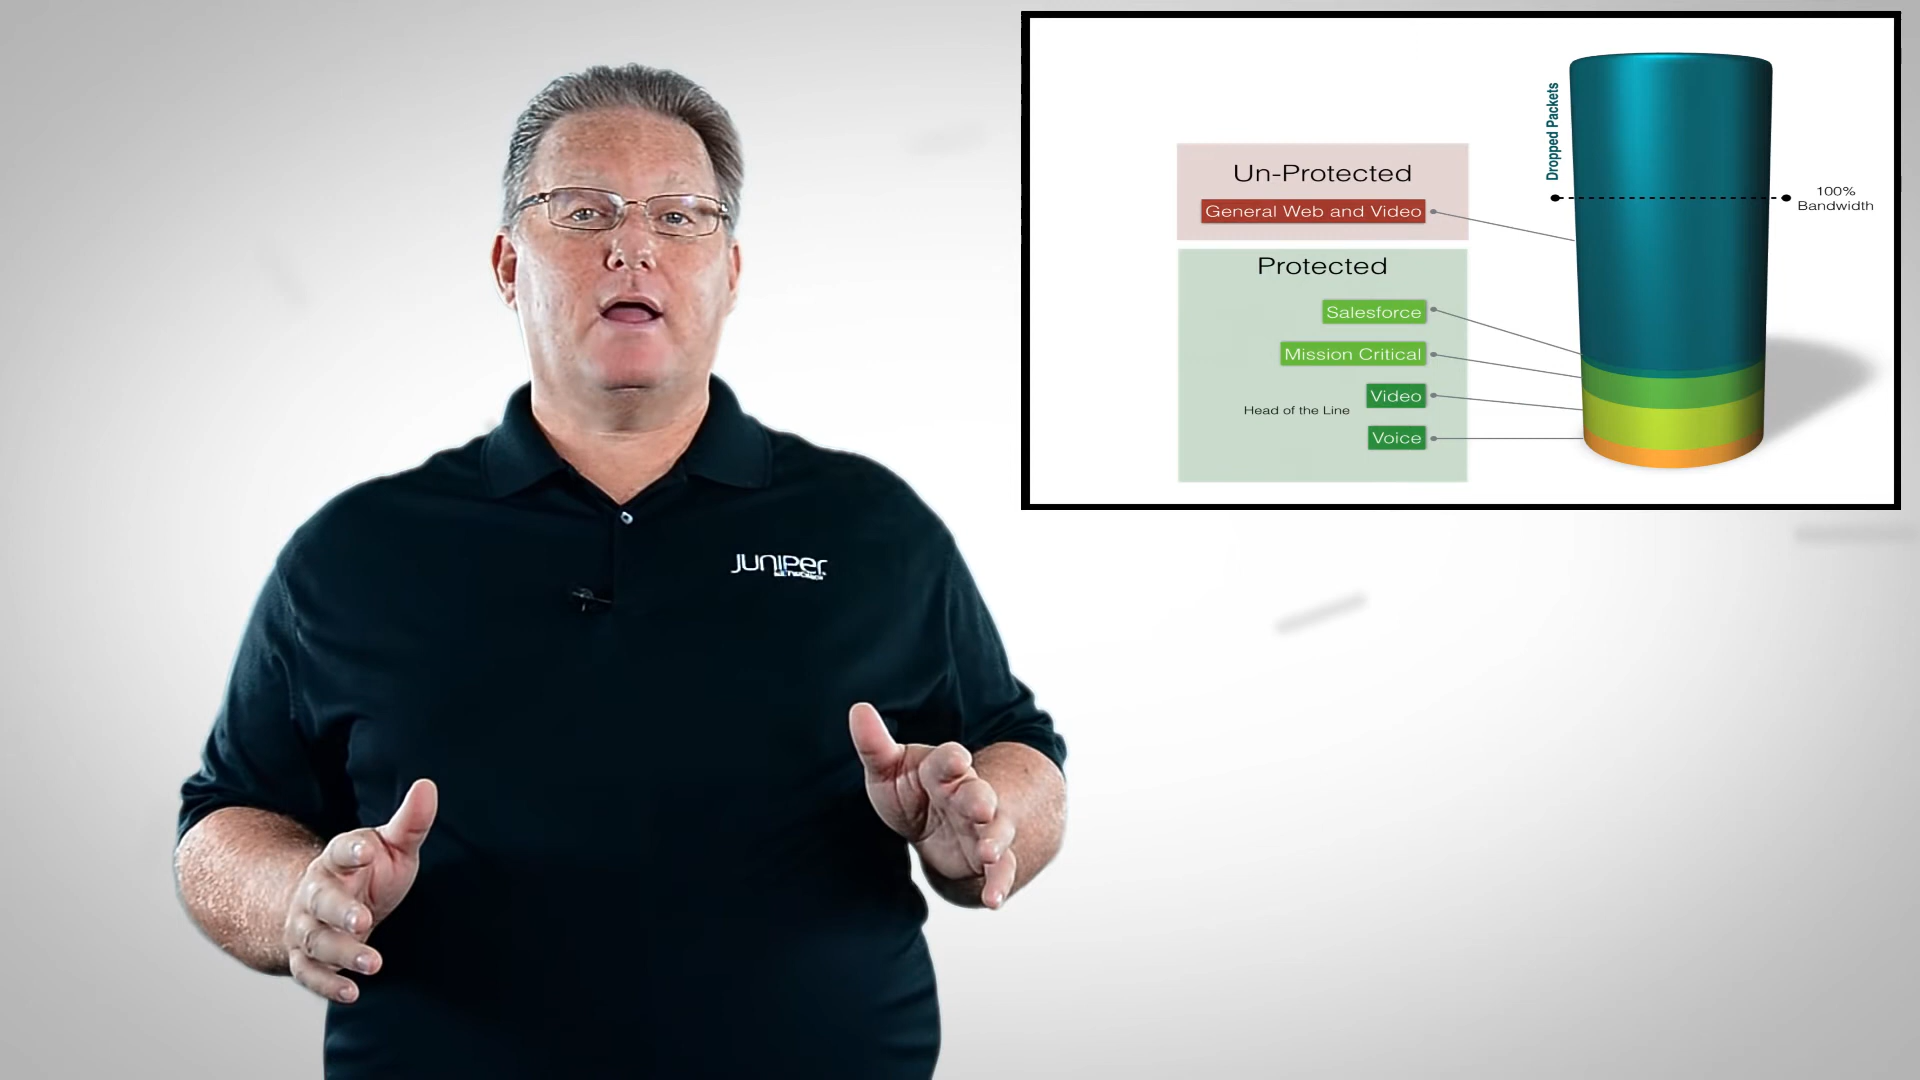 Dropped Packets
Un-Protected
General Web and Video
100%
Bandwidth
Protected
Salesforce
Mission Critical
Video
Head of the Line
Voice
JUNIPer
NETWORKS